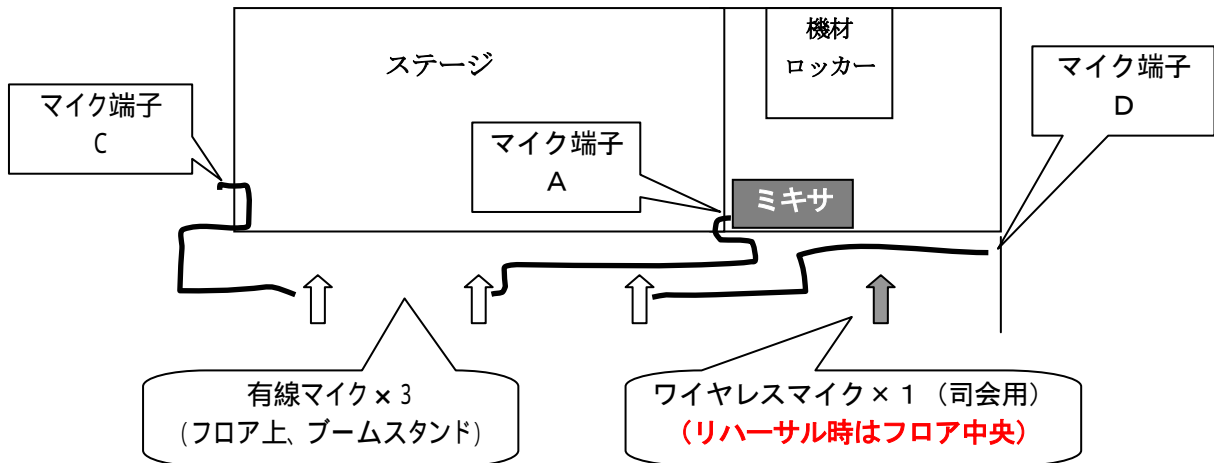 機材
ロッカー
ステージ
マイク端子
D
マイク端子
C
マイク端子
A
ミキサ
有線マイク×3
(フロア上、ブームスタンド)
ワイヤレスマイク×1（司会用）
（リハーサル時はフロア中央）